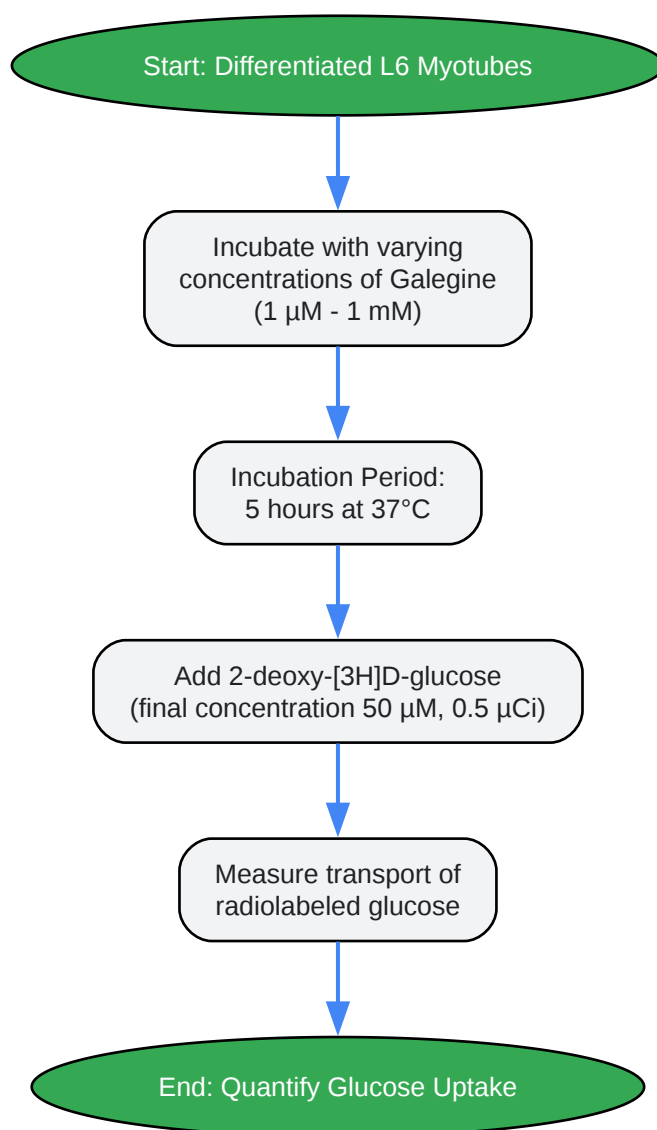 Start: Differentiated L6 Myotubes
Incubate with varying
concentrations of Galegine
(1 µM - 1 mM)
Incubation Period:
5 hours at 37°C
Add 2-deoxy-[3H]D-glucose
(final concentration 50 µM, 0.5 µCi)
Measure transport of
radiolabeled glucose
End: Quantify Glucose Uptake